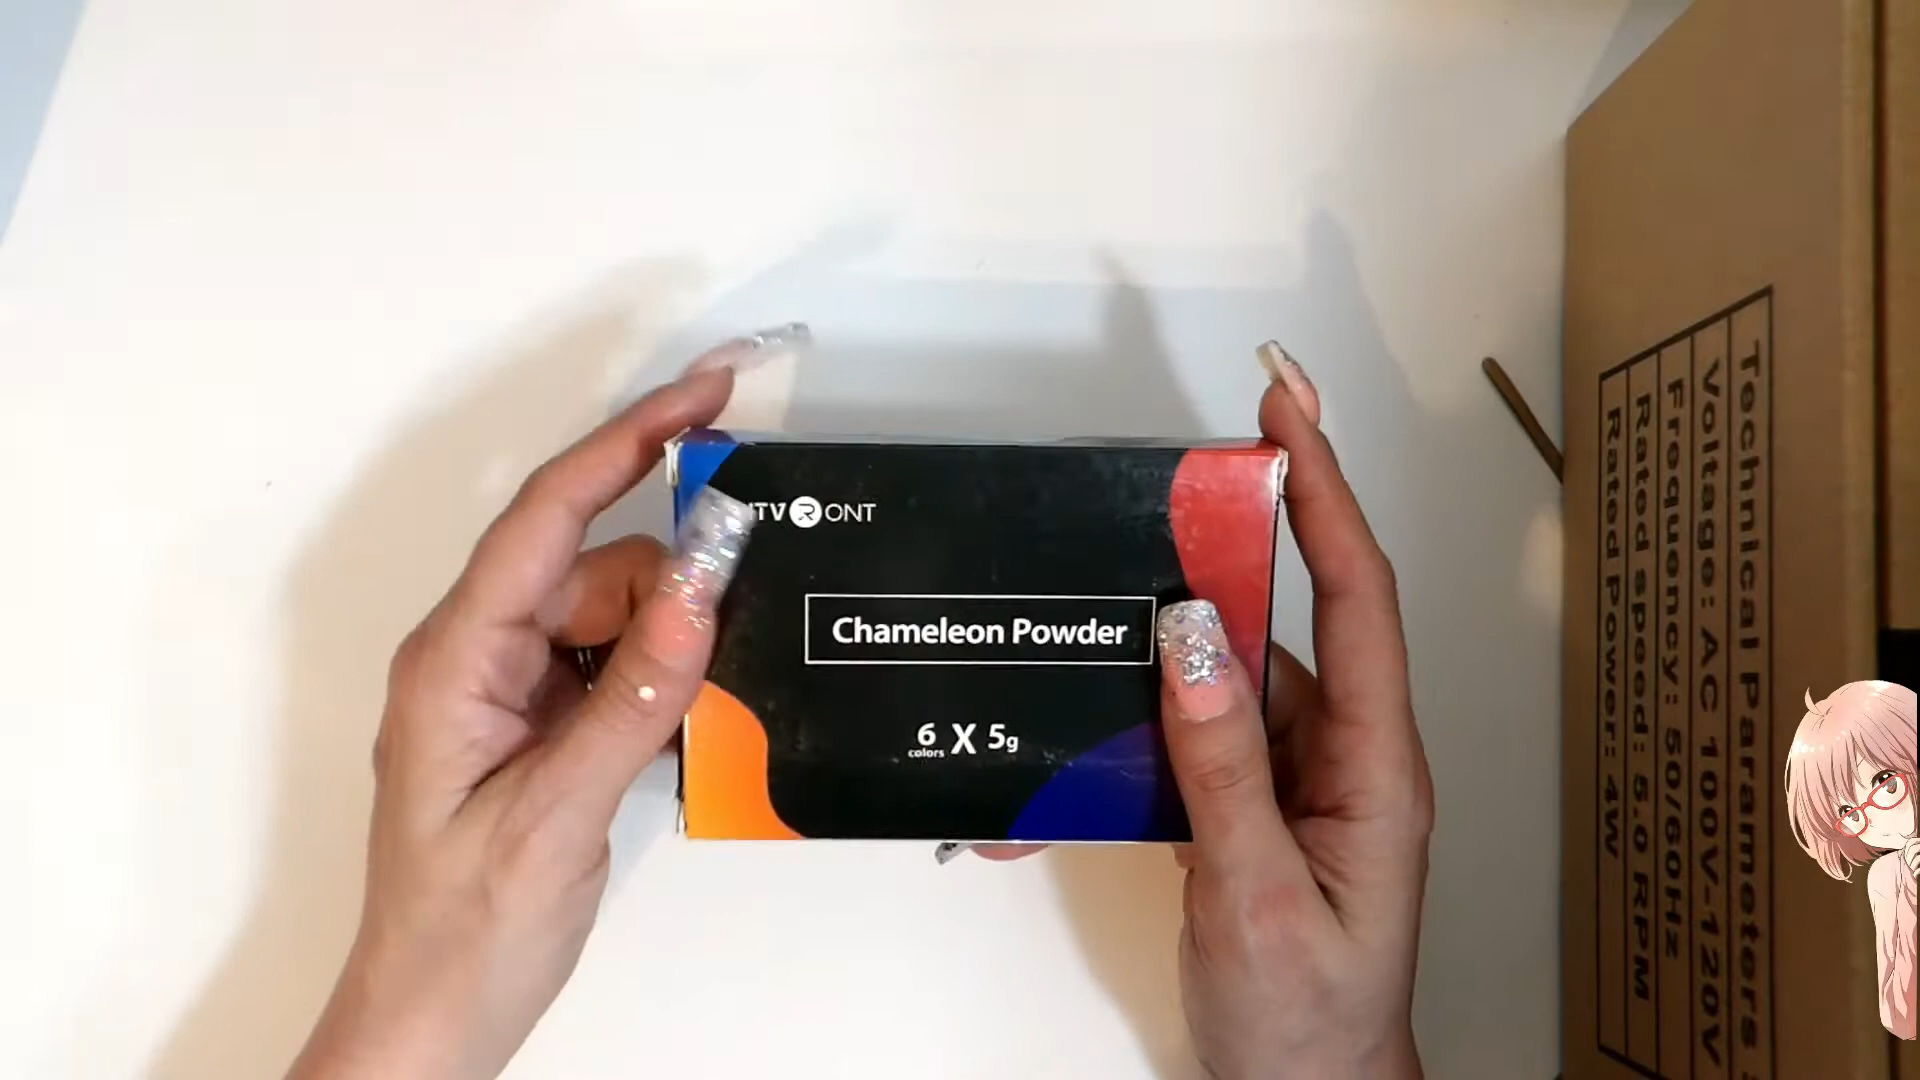 TVRONT
Chameleon Powder
6 colors X 5g
Technical Parameters:
Voltage: AC 100V-120V
Frequency: 50/60Hz
Rated speed: 5.0 RPM
Rated Power: 4W